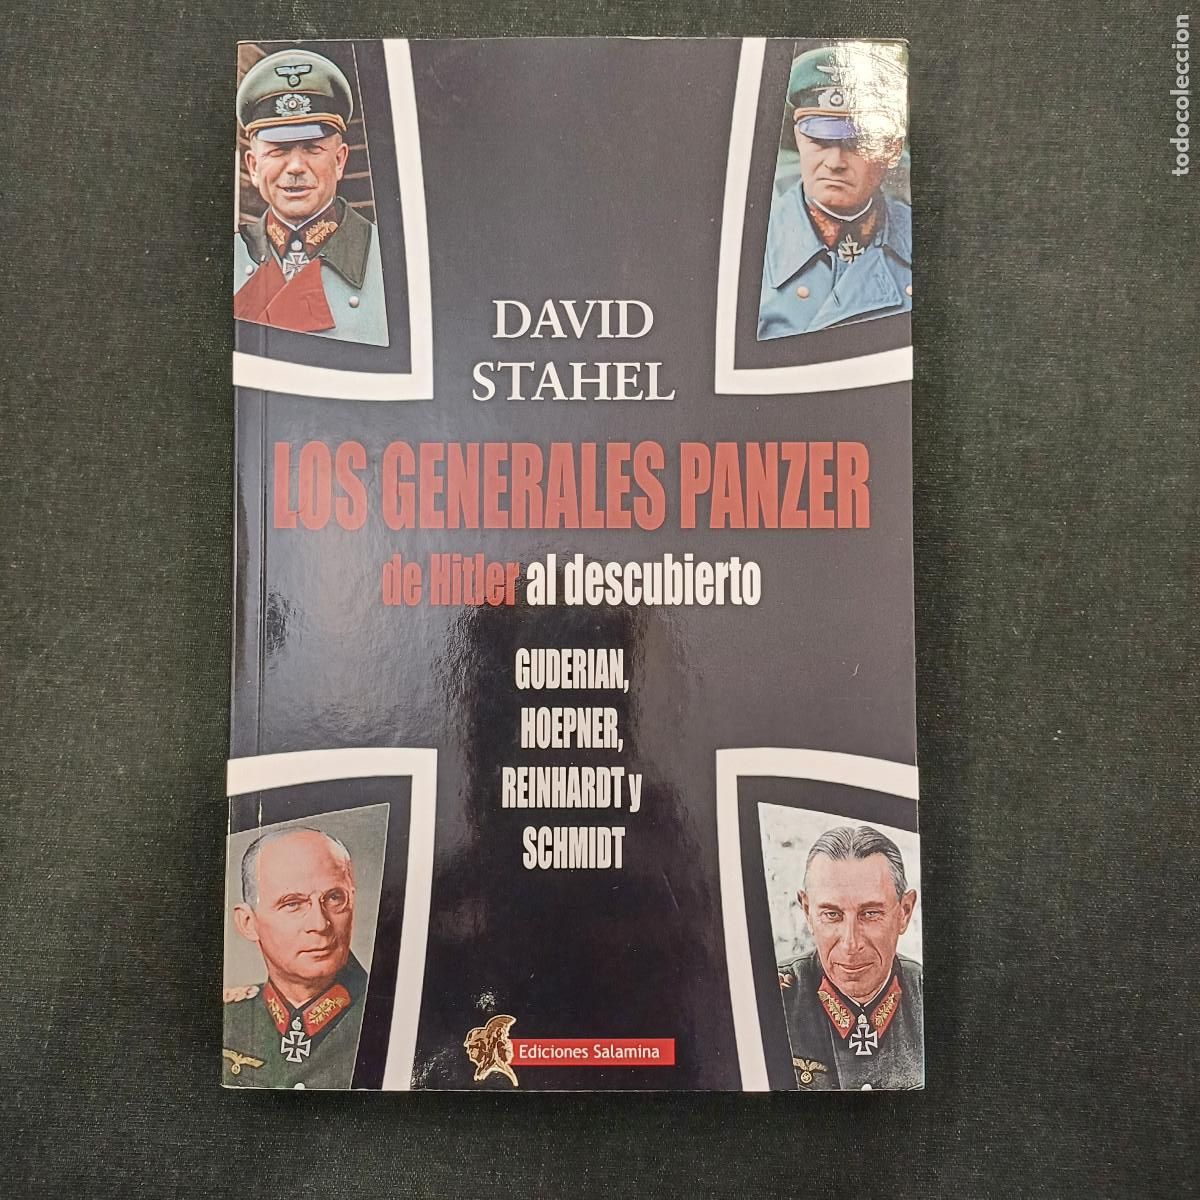 DAVID
STAHEL
LOS GENERALES PANZER
de Hitler al descubierto
GUDERIAN,
HOEPNER,
REINHARDT y
SCHMIDT
Ediciones Salamina
todocoleccion